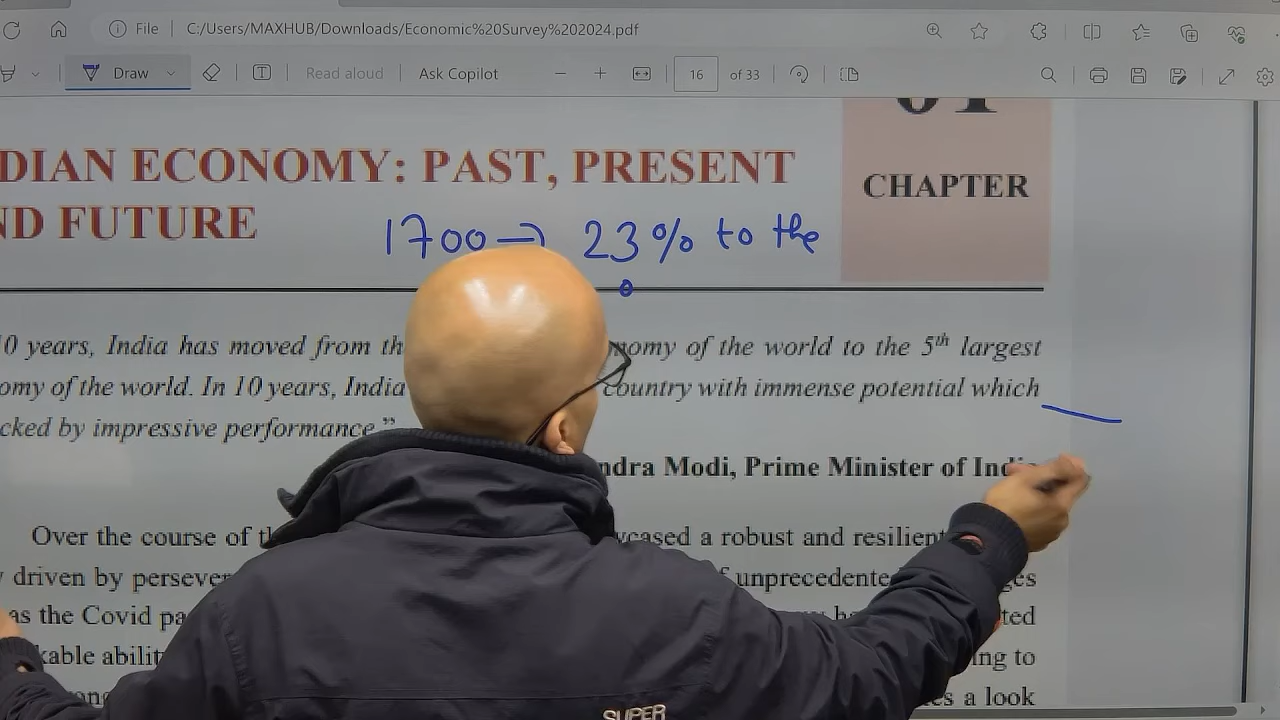 File C:/Users/MAXHUB/Downloads/Economic%20Survey%202024.pdf
Draw Read aloud Ask Copilot 16 of 33
CHAPTER
DIAN ECONOMY: PAST, PRESENT
ND FUTURE
1700 → 23% to the
0 years, India has moved from th nomy of the world to the 5th largest
omy of the world. In 10 years, India country with immense potential which
cked by impressive performance."
ndra Modi, Prime Minister of India
Over the course of th wcased a robust and resilient
driven by persever f unprecedente ges
as the Covid pa ted
kable abilit ing to
s a look
SUPER